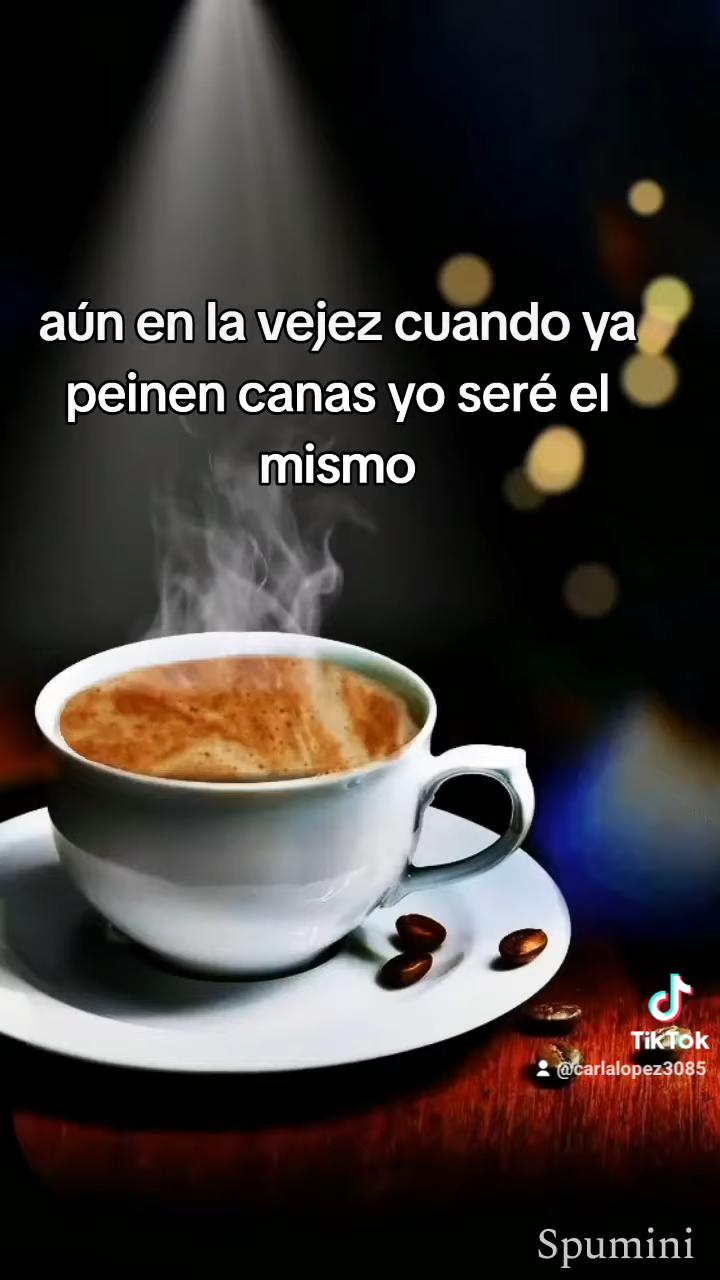 aún en la vejez cuando ya
peinen canas yo seré el
mismo
TikTok
@carlalopez3085
Spumini